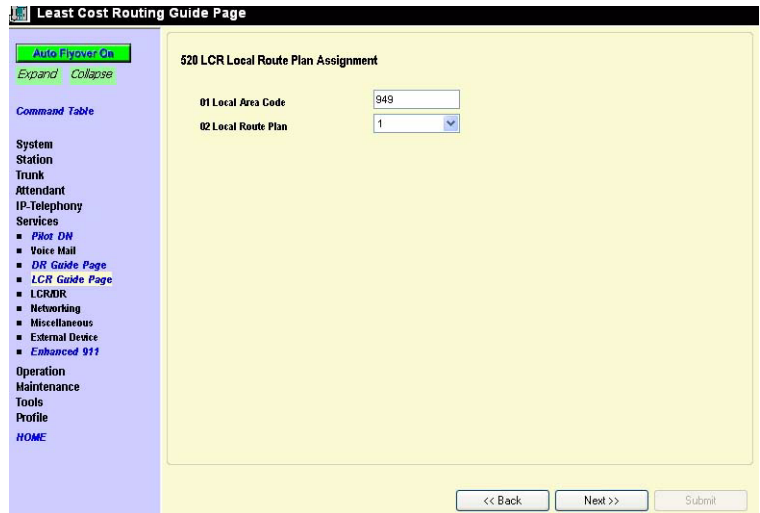 Least Cost Routing Guide Page
Auto Flyover On
Expand Collapse
Command Table
System
Station
Trunk
Attendant
IP-Telephony
Services
Pilot DN
Voice Mail
DR Guide Page
LCR Guide Page
LCR/DR
Networking
Miscellaneous
External Device
Enhanced 911
Operation
Maintenance
Tools
Profile
HOME
520 LCR Local Route Plan Assignment
01 Local Area Code 949
02 Local Route Plan 1
<< Back Next >> Submit